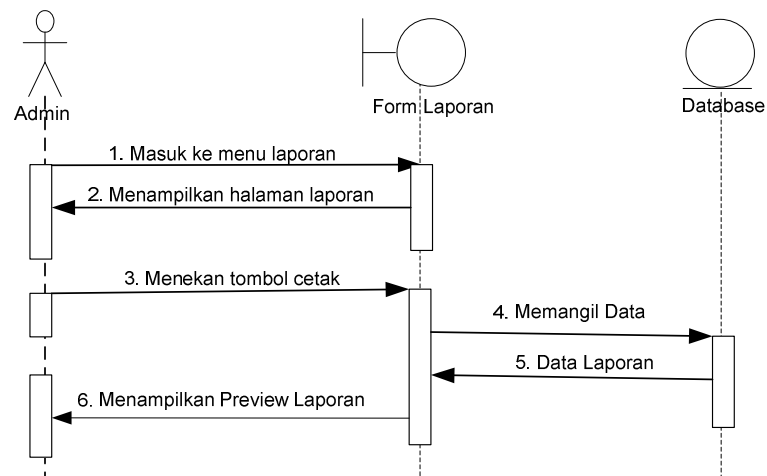 Admin
Form Laporan
Database
1. Masuk ke menu laporan
2. Menampilkan halaman laporan
3. Menekan tombol cetak
4. Memangil Data
5. Data Laporan
6. Menampilkan Preview Laporan